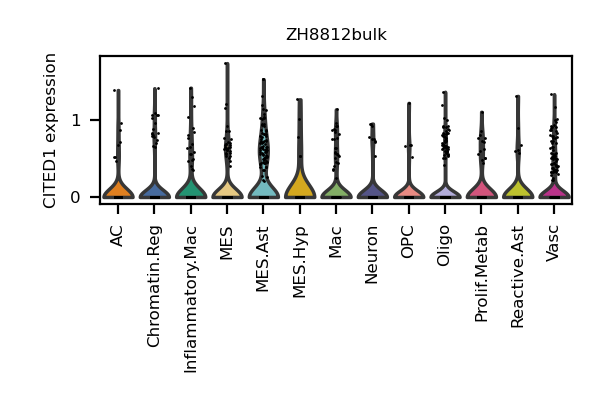 ZH8812bulk
CITED1 expression
1
0
AC
Chromatin.Reg
Inflammatory.Mac
MES
MES.Ast
MES.Hyp
Mac
Neuron
OPC
Oligo
Prolif.Metab
Reactive.Ast
Vasc